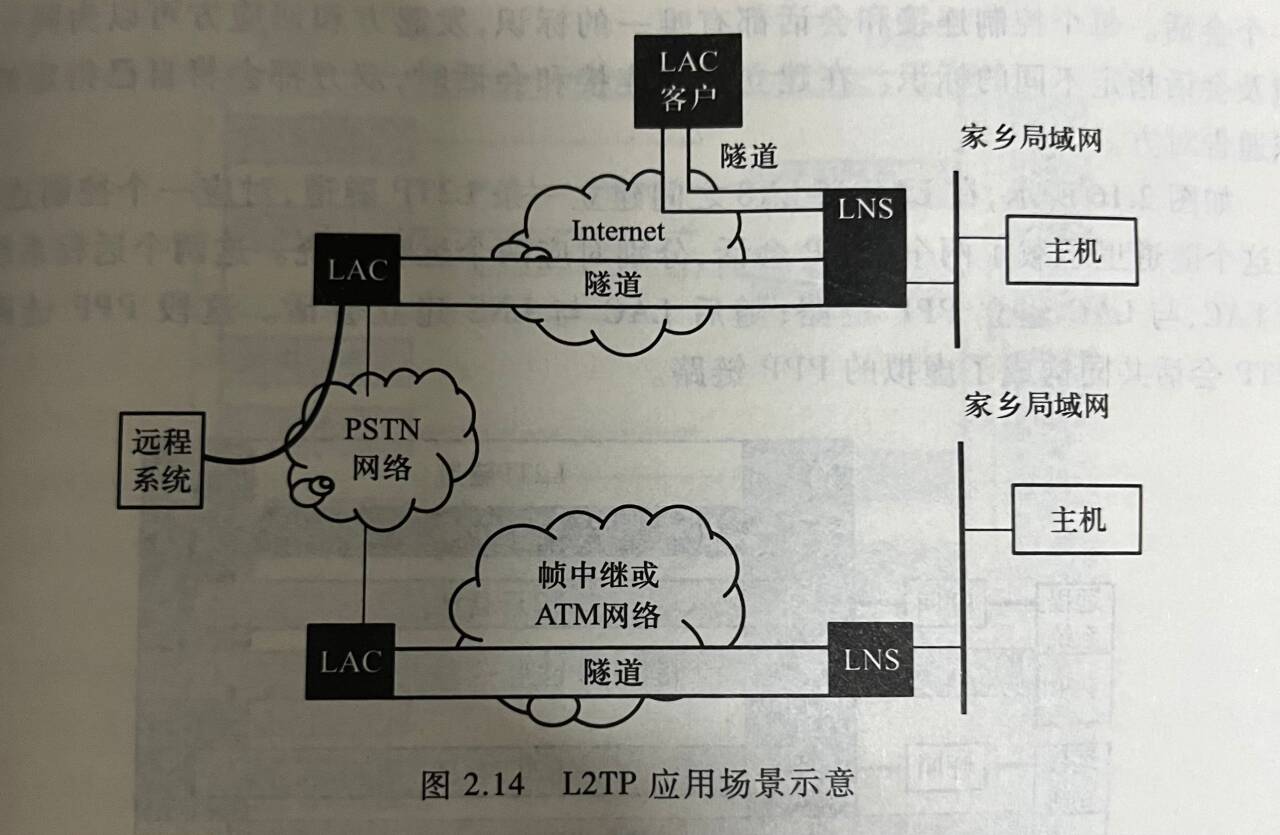 LAC
客户
隧道
家乡局域网
Internet
LNS
主机
LAC
隧道
家乡局域网
远程
系统
PSTN
网络
主机
帧中继或
ATM网络
LAC
隧道
LNS
图 2.14 L2TP 应用场景示意